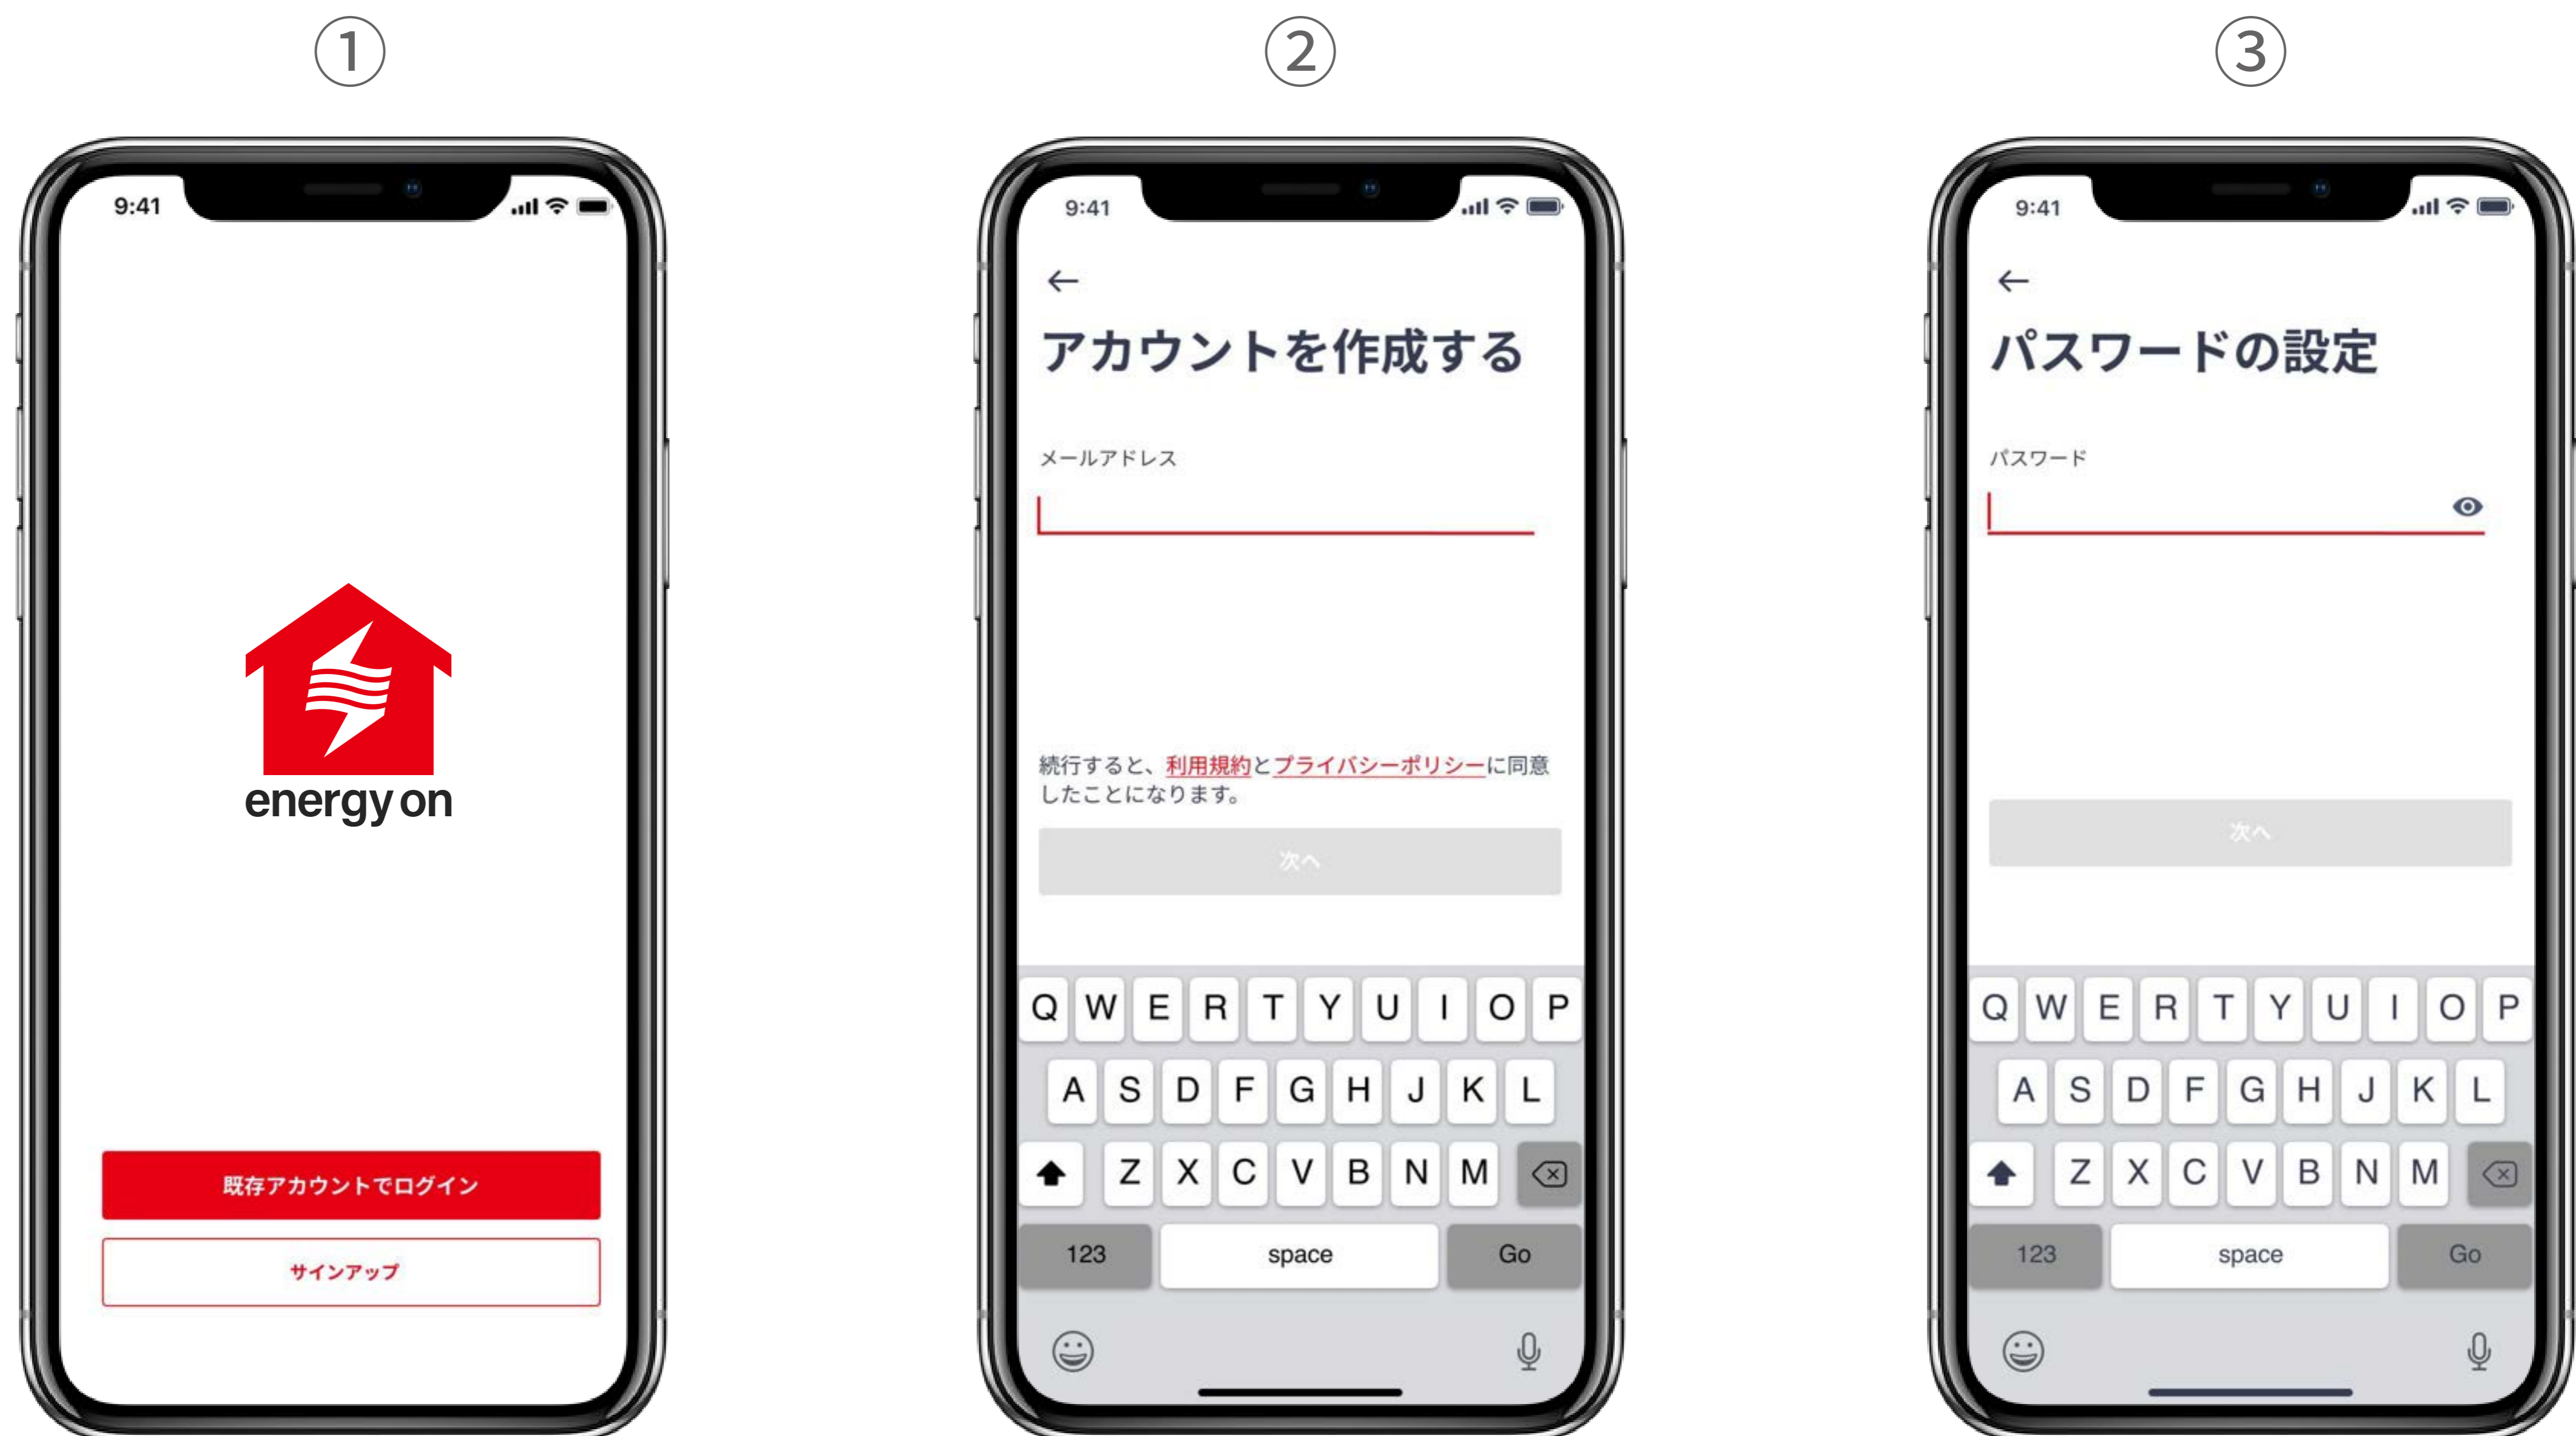 ①
9:41
energy on
既存アカウントでログイン
サインアップ
②
9:41
アカウントを作成する
メールアドレス
続行すると、利用規約とプライバシーポリシーに同意
したことになります。
次へ
Q W E R T Y U I O P
A S D F G H J K L
Z X C V B N M
123 space Go
③
9:41
パスワードの設定
パスワード
次へ
Q W E R T Y U I O P
A S D F G H J K L
Z X C V B N M
123 space Go